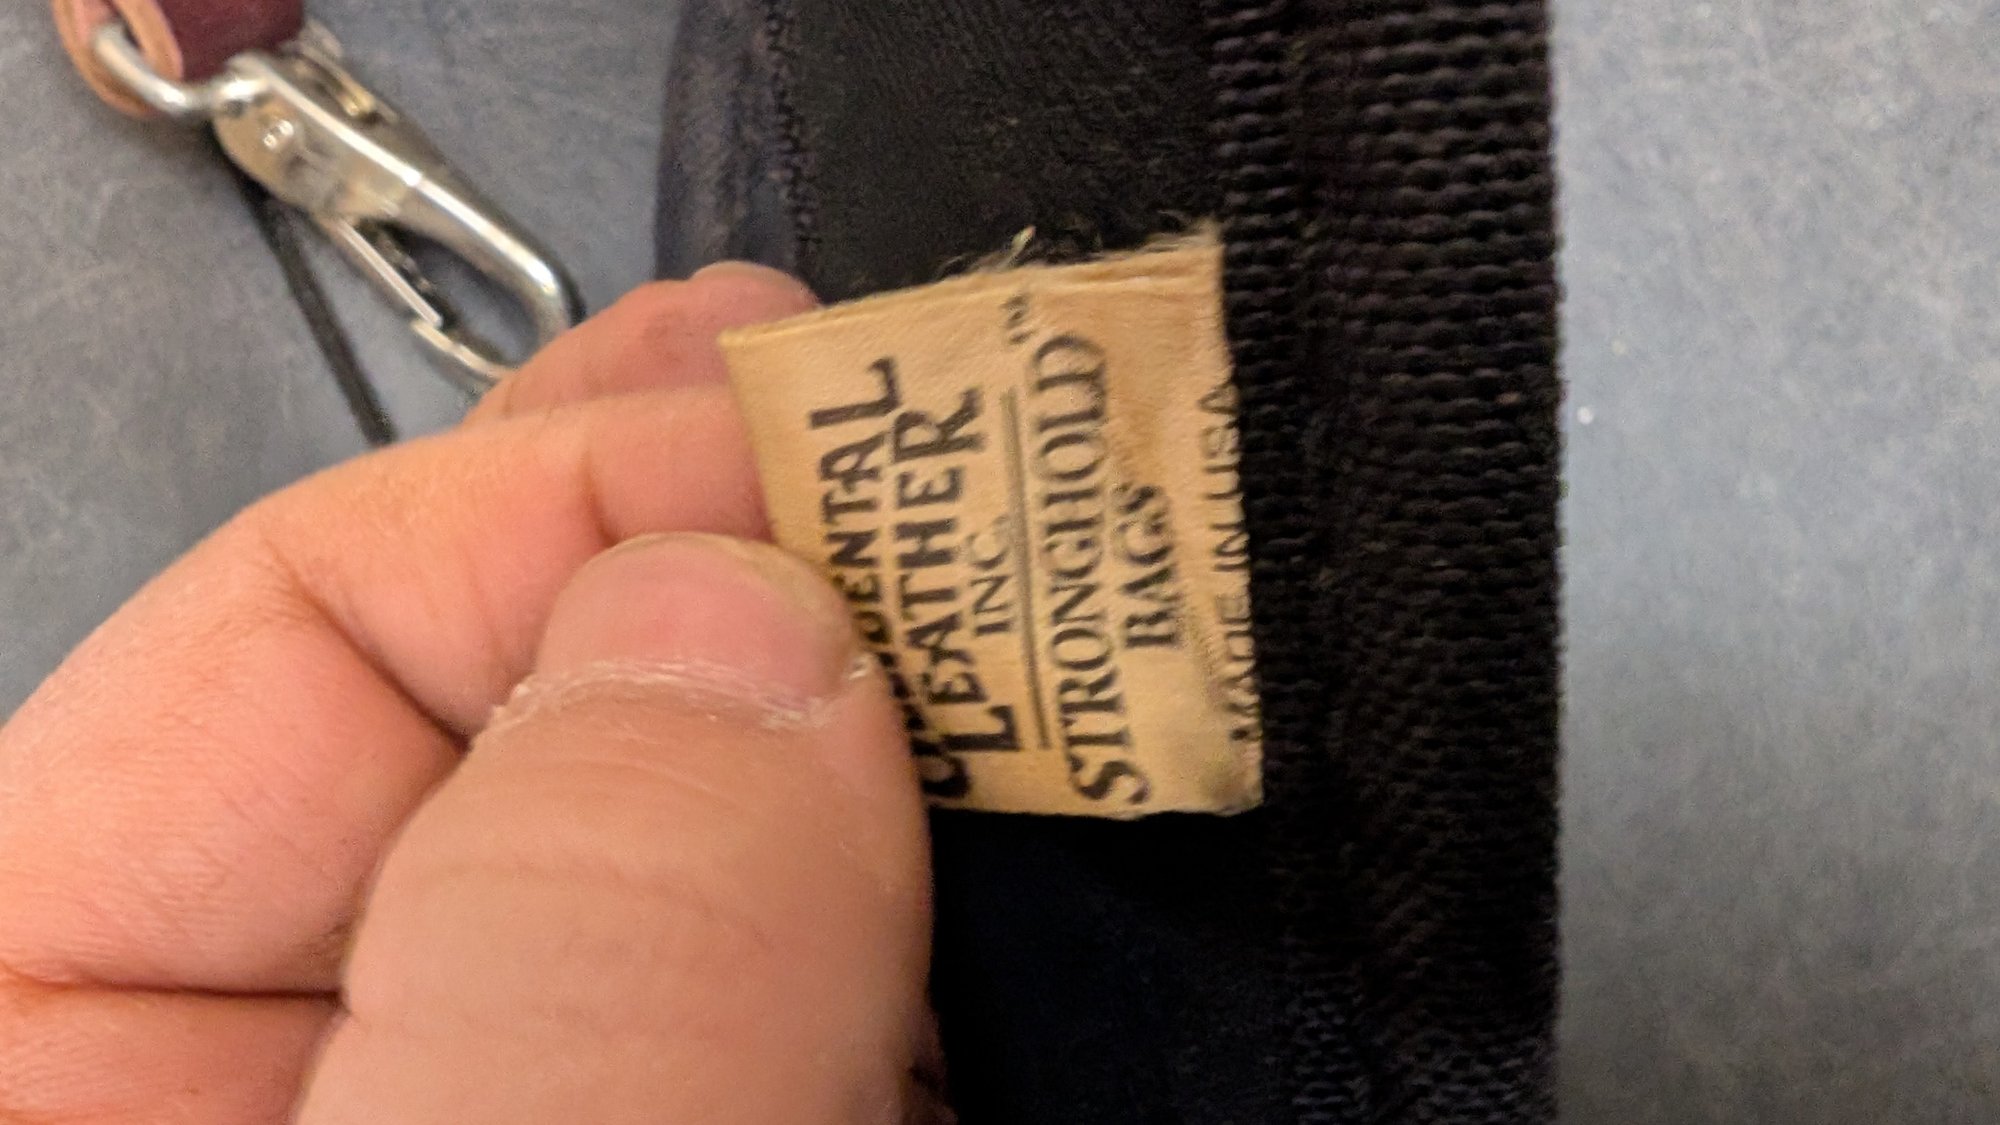 LEATHER
INC.
STRONGHOLD™
BAGS
MADE IN USA